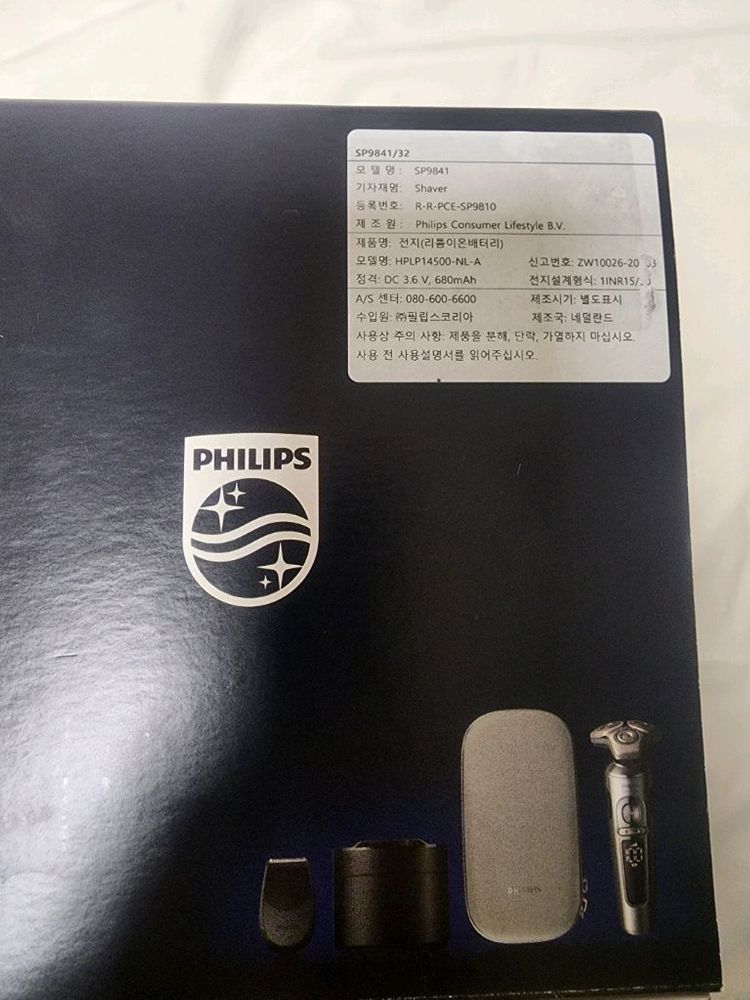 SP9841/32
모 델 명 : SP9841
기자재명: Shaver
등록번호: R-R-PCE-SP9810
제 조 원 : Philips Consumer Lifestyle B.V.
제품명: 전지(리튬이온배터리)
모델명: HPLP14500-NL-A 신고번호:
정격: DC 3.6 V, 680mAh 전지설계형식:
A/S 센터: 080-600-6600 제조시기: 별도표시
수입원: ㈜필립스코리아 제조국: 네덜란드
사용상 주의 사항: 제품을 분해, 단락, 가열하지 마십시오.
사용 전 사용설명서를 읽어주십시오.
PHILIPS
PHILIPS